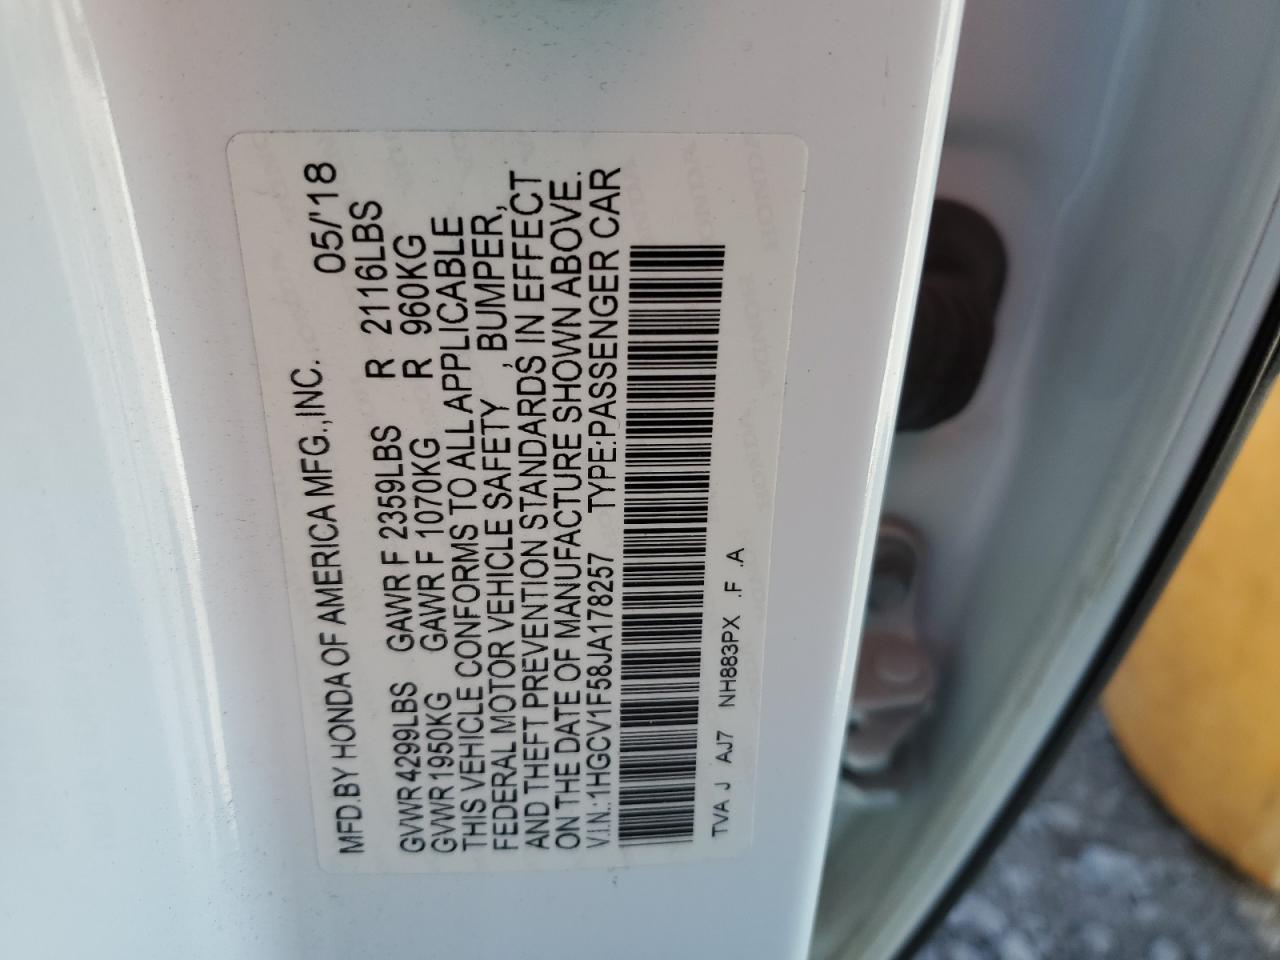 MFD.BY HONDA OF AMERICA MFG.,INC. 05/'18
GVWR 4299LBS GAWR F 2359LBS R 2116LBS
GVWR 1950KG GAWR F 1070KG R 960KG
THIS VEHICLE CONFORMS TO ALL APPLICABLE
FEDERAL MOTOR VEHICLE SAFETY , BUMPER,
AND THEFT PREVENTION STANDARDS IN EFFECT
ON THE DATE OF MANUFACTURE SHOWN ABOVE.
V.I.N.:1HGCV1F58JA178257 TYPE:PASSENGER CAR
TVA J AJ7 NH883PX .F .A